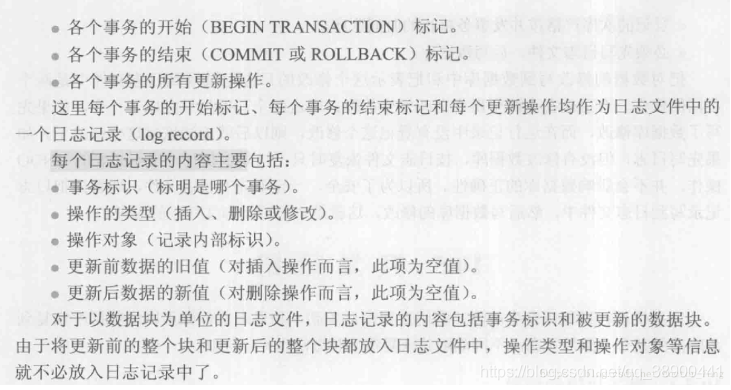 ● 各个事务的开始（BEGIN TRANSACTION）标记。
● 各个事务的结束（COMMIT 或 ROLLBACK）标记。
● 各个事务的所有更新操作。
这里每个事务的开始标记、每个事务的结束标记和每个更新操作均作为日志文件中的
一个日志记录（log record）。
每个日志记录的内容主要包括：
● 事务标识（标明是哪个事务）。
● 操作的类型（插入、删除或修改）。
● 操作对象（记录内部标识）。
● 更新前数据的旧值（对插入操作而言，此项为空值）。
● 更新后数据的新值（对删除操作而言，此项为空值）。
对于以数据块为单位的日志文件，日志记录的内容包括事务标识和被更新的数据块。
由于将更新前的整个块和更新后的整个块都放入日志文件中，操作类型和操作对象等信息
就不必放入日志记录中了。
https://blog.csdn.net/qq_38900441